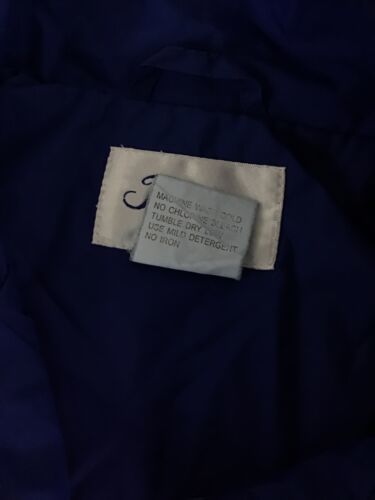 MACHINE WASH COLD
NO CHLORINE BLEACH
TUMBLE DRY LOW
USE MILD DETERGENT
NO IRON